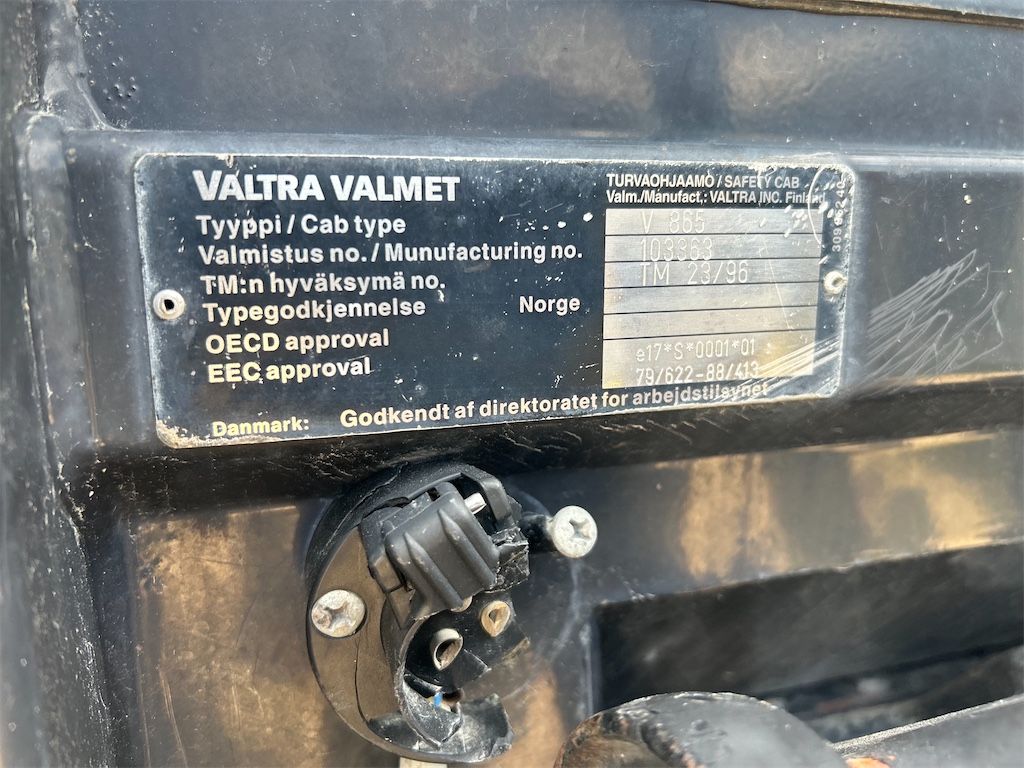 VALTRA VALMET
TURVAOHJAAMO / SAFETY CAB
Valm./Manufact.: VALTRA INC. Finland
Tyyppi / Cab type V 865
Valmistus no. / Munufacturing no. 103363
TM:n hyväksymä no. TM 23/96
Typegodkjennelse Norge
OECD approval e17*S*0001*01
EEC approval 79/622-88/413
Danmark: Godkendt af direktoratet for arbejdstilsynet